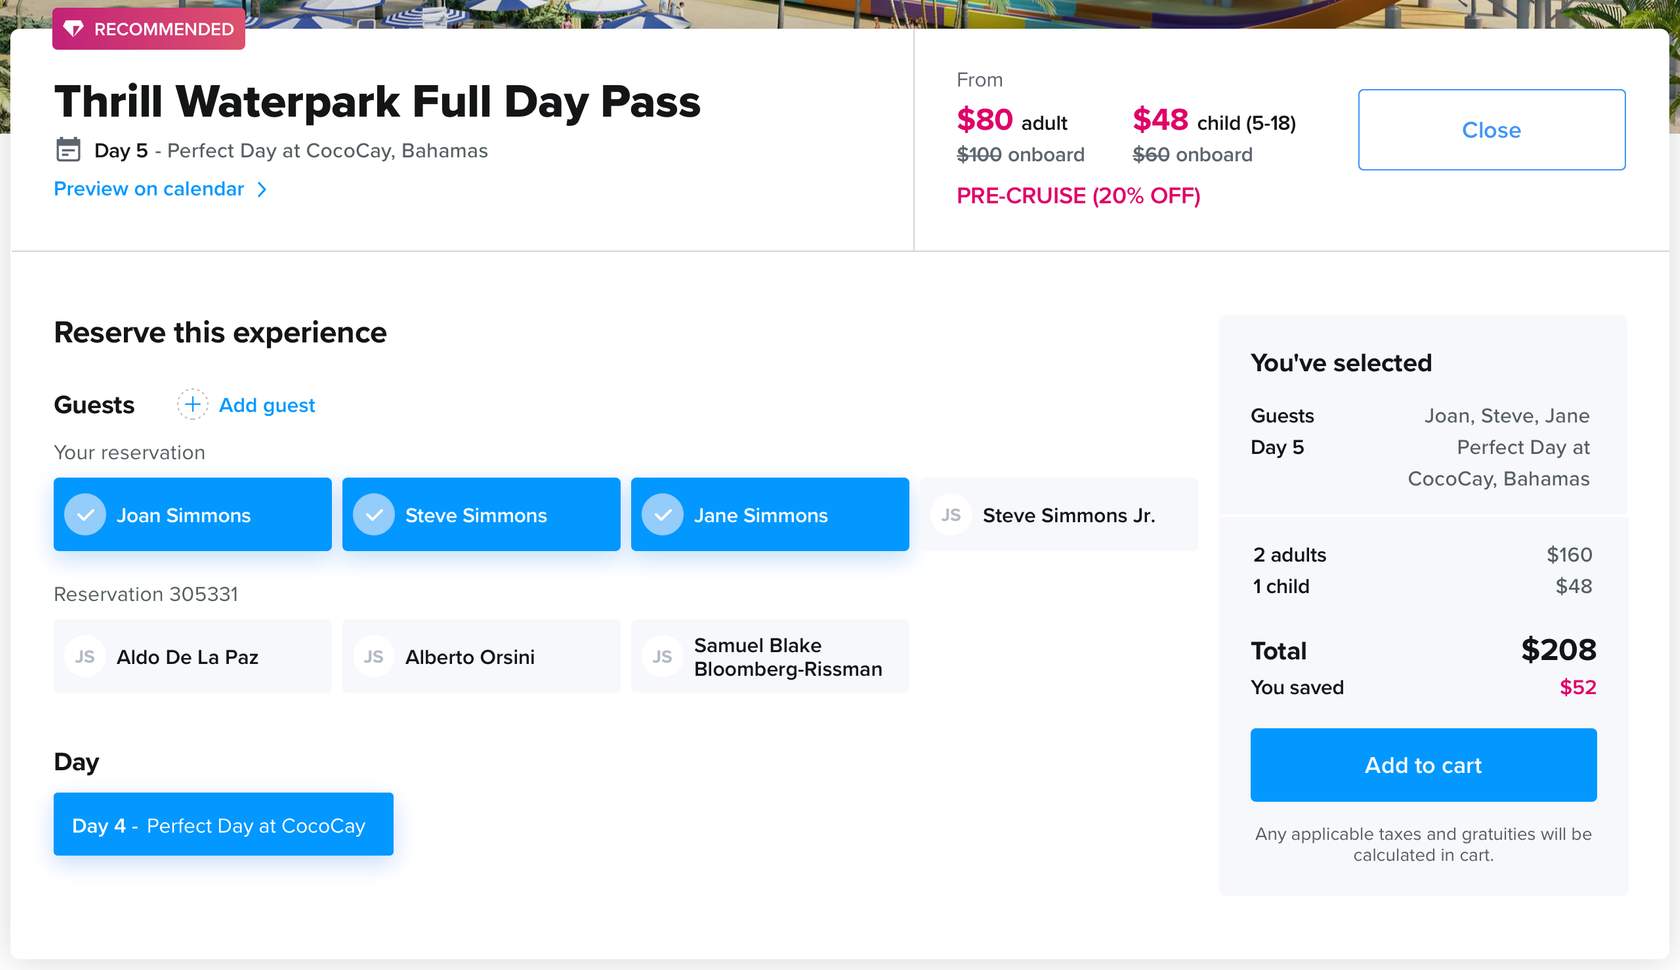 RECOMMENDED
Thrill Waterpark Full Day Pass
Day 5 - Perfect Day at CocoCay, Bahamas
Preview on calendar
From
$80 adult
$100 onboard
$48 child (5-18)
$60 onboard
PRE-CRUISE (20% OFF)
Close
Reserve this experience
Guests
Add guest
Your reservation
Joan Simmons
Steve Simmons
Jane Simmons
JS Steve Simmons Jr.
Reservation 305331
JS Aldo De La Paz
JS Alberto Orsini
JS Samuel Blake
Bloomberg-Rissman
Day
Day 4 - Perfect Day at CocoCay
You've selected
Guests Joan, Steve, Jane
Day 5 Perfect Day at
CocoCay, Bahamas
2 adults $160
1 child $48
Total $208
You saved $52
Add to cart
Any applicable taxes and gratuities will be
calculated in cart.